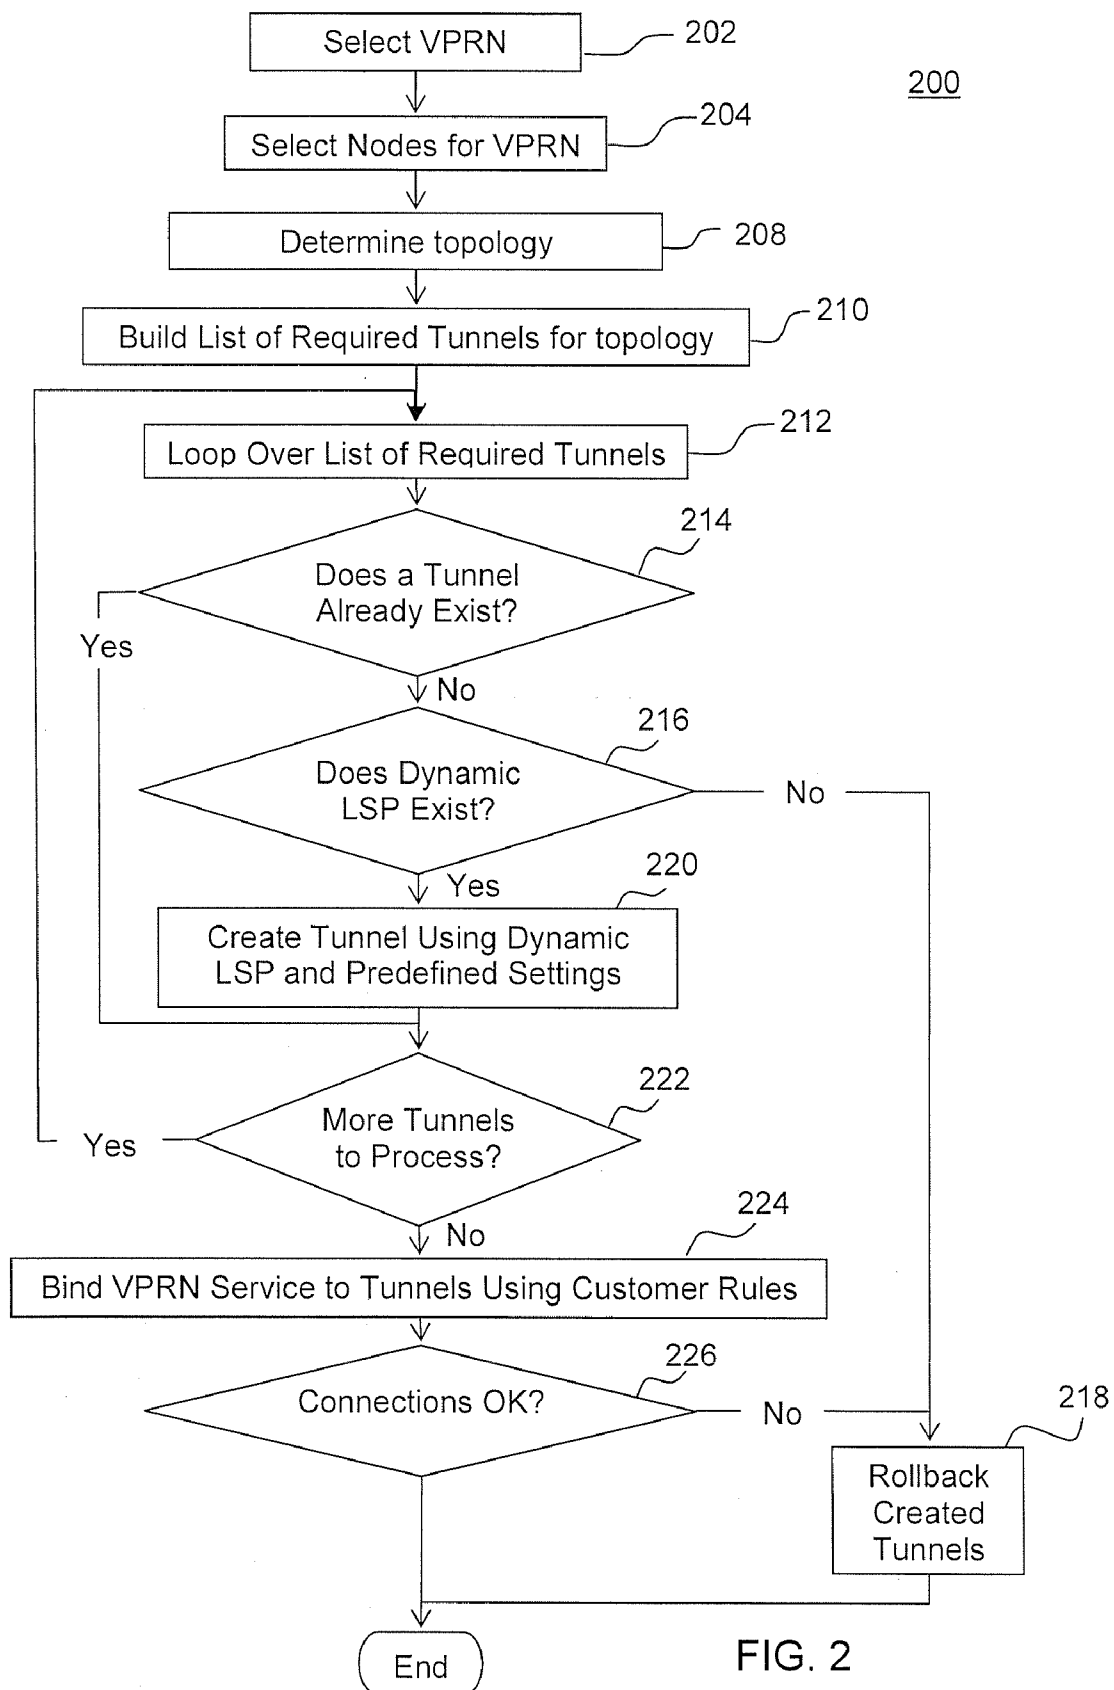 Select VPRN
202
200
Select Nodes for VPRN
204
Determine topology
208
Build List of Required Tunnels for topology
210
Loop Over List of Required Tunnels
212
214
Does a Tunnel
Already Exist?
Yes
No
216
Does Dynamic
LSP Exist?
No
Yes
220
Create Tunnel Using Dynamic
LSP and Predefined Settings
222
More Tunnels
to Process?
Yes
No
224
Bind VPRN Service to Tunnels Using Customer Rules
226
Connections OK?
No
218
Rollback
Created
Tunnels
End
FIG. 2